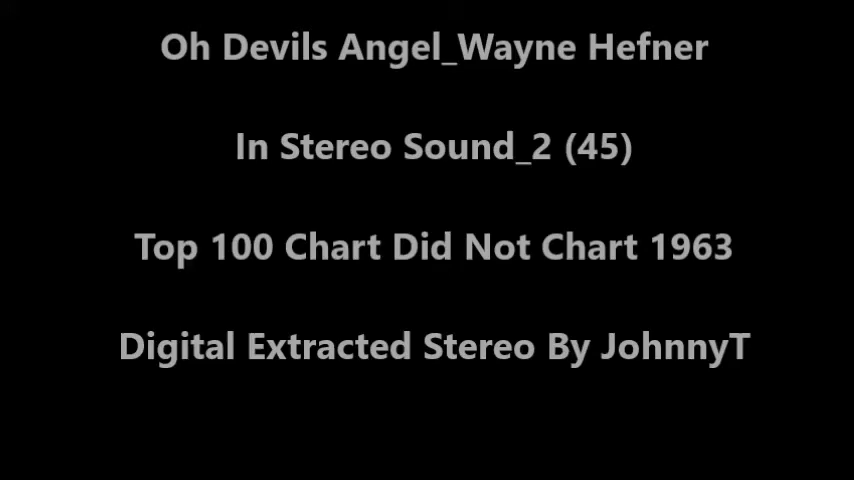 Oh Devils Angel_Wayne Hefner
In Stereo Sound_2 (45)
Top 100 Chart Did Not Chart 1963
Digital Extracted Stereo By JohnnyT